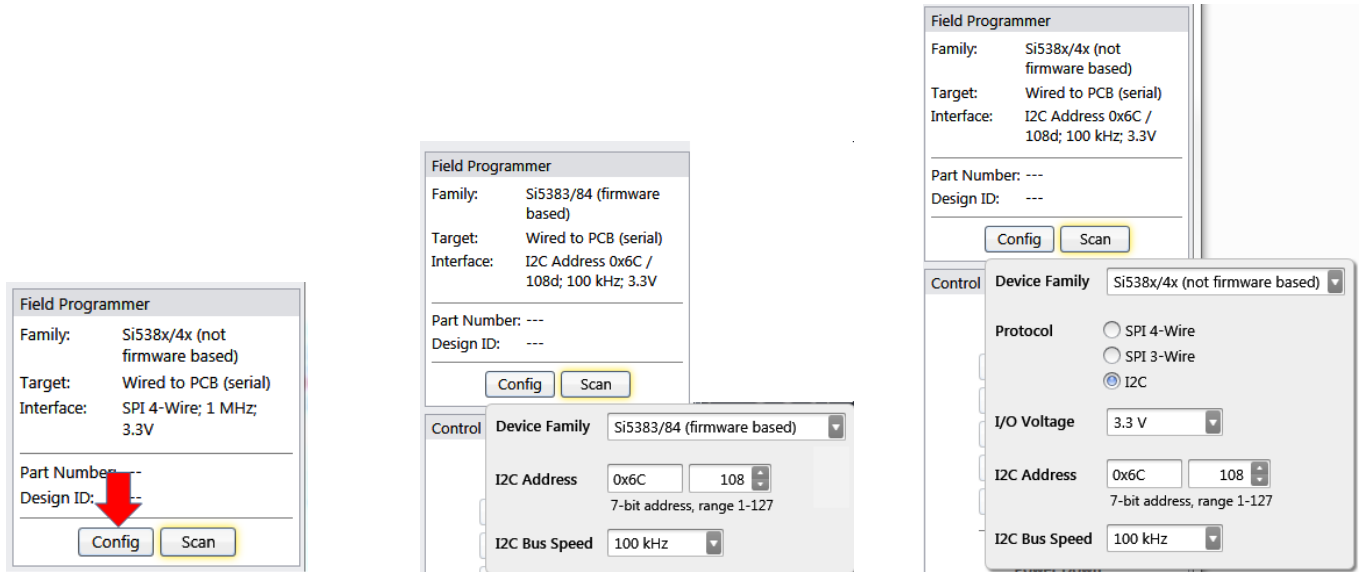 Field Programmer
Family: Si538x/4x (not
firmware based)
Target: Wired to PCB (serial)
Interface: SPI 4-Wire; 1 MHz;
3.3V
Part Number: ---
Design ID: ---
Config Scan
Field Programmer
Family: Si5383/84 (firmware
based)
Target: Wired to PCB (serial)
Interface: I2C Address 0x6C /
108d; 100 kHz; 3.3V
Part Number: ---
Design ID: ---
Config Scan
Control
Device Family Si5383/84 (firmware based)
I2C Address 0x6C 108
7-bit address, range 1-127
I2C Bus Speed 100 kHz
Field Programmer
Family: Si538x/4x (not
firmware based)
Target: Wired to PCB (serial)
Interface: I2C Address 0x6C /
108d; 100 kHz; 3.3V
Part Number: ---
Design ID: ---
Config Scan
Control
Device Family Si538x/4x (not firmware based)
Protocol SPI 4-Wire
SPI 3-Wire
I2C
I/O Voltage 3.3 V
I2C Address 0x6C 108
7-bit address, range 1-127
I2C Bus Speed 100 kHz